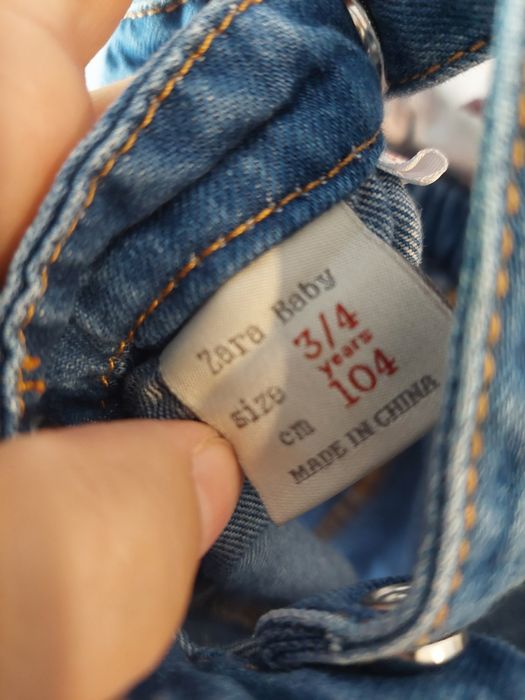 Zara Baby
size 3/4
years
cm 104
MADE IN CHINA